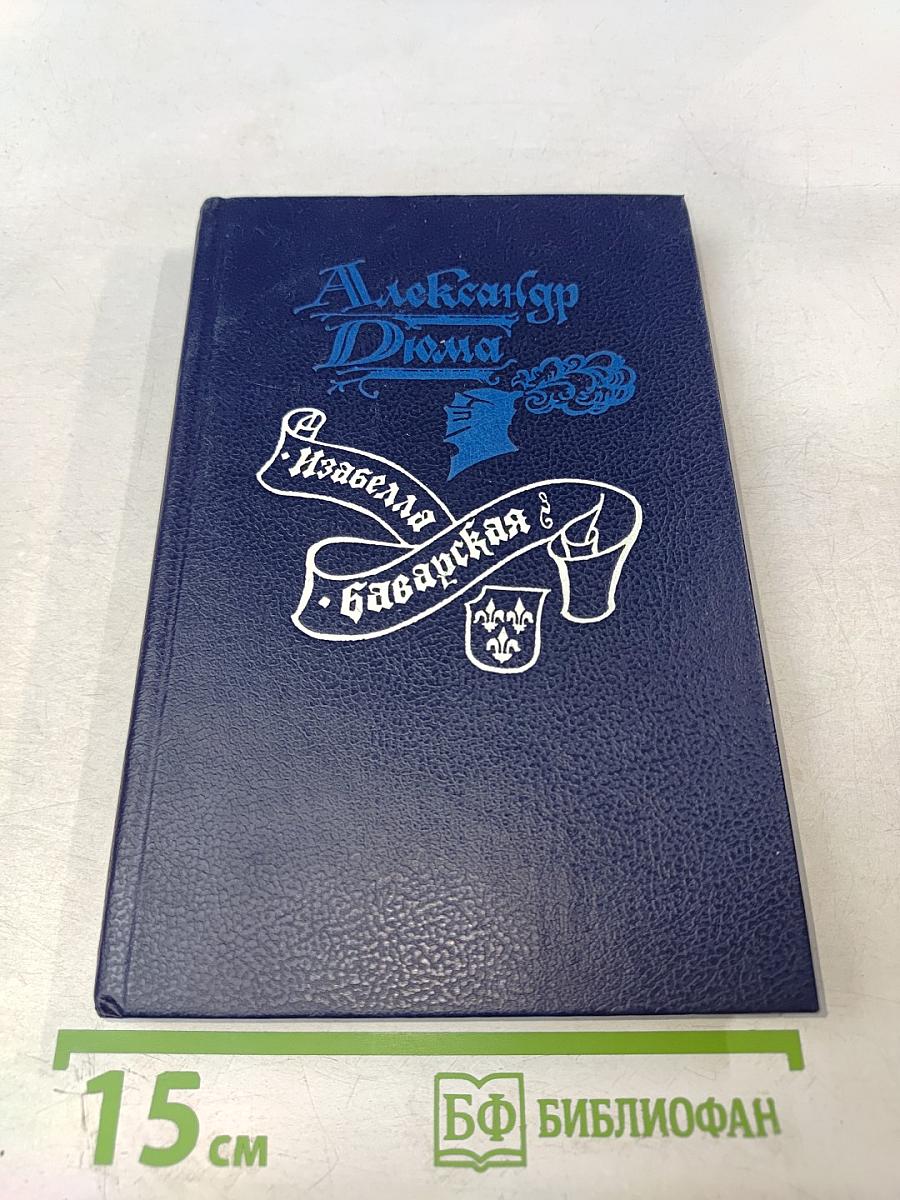 Александр
Дюма
Изабелла
баварская
15 см
БФ БИБЛИОФАН